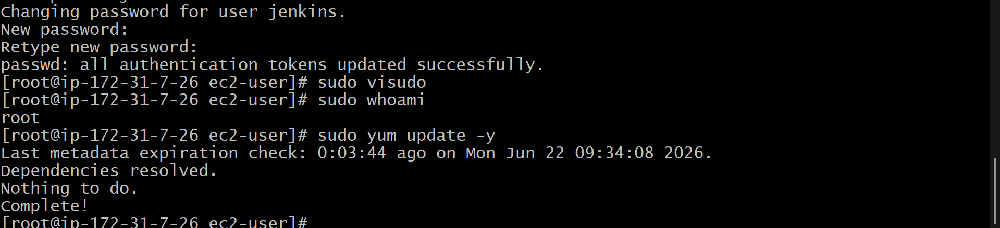 Changing password for user jenkins.
New password:
Retype new password:
passwd: all authentication tokens updated successfully.
[root@ip-172-31-7-26 ec2-user]# sudo visudo
[root@ip-172-31-7-26 ec2-user]# sudo whoami
root
[root@ip-172-31-7-26 ec2-user]# sudo yum update -y
Last metadata expiration check: 0:03:44 ago on Mon Jun 22 09:34:08 2026.
Dependencies resolved.
Nothing to do.
Complete!
[root@ip-172-31-7-26 ec2-user]#